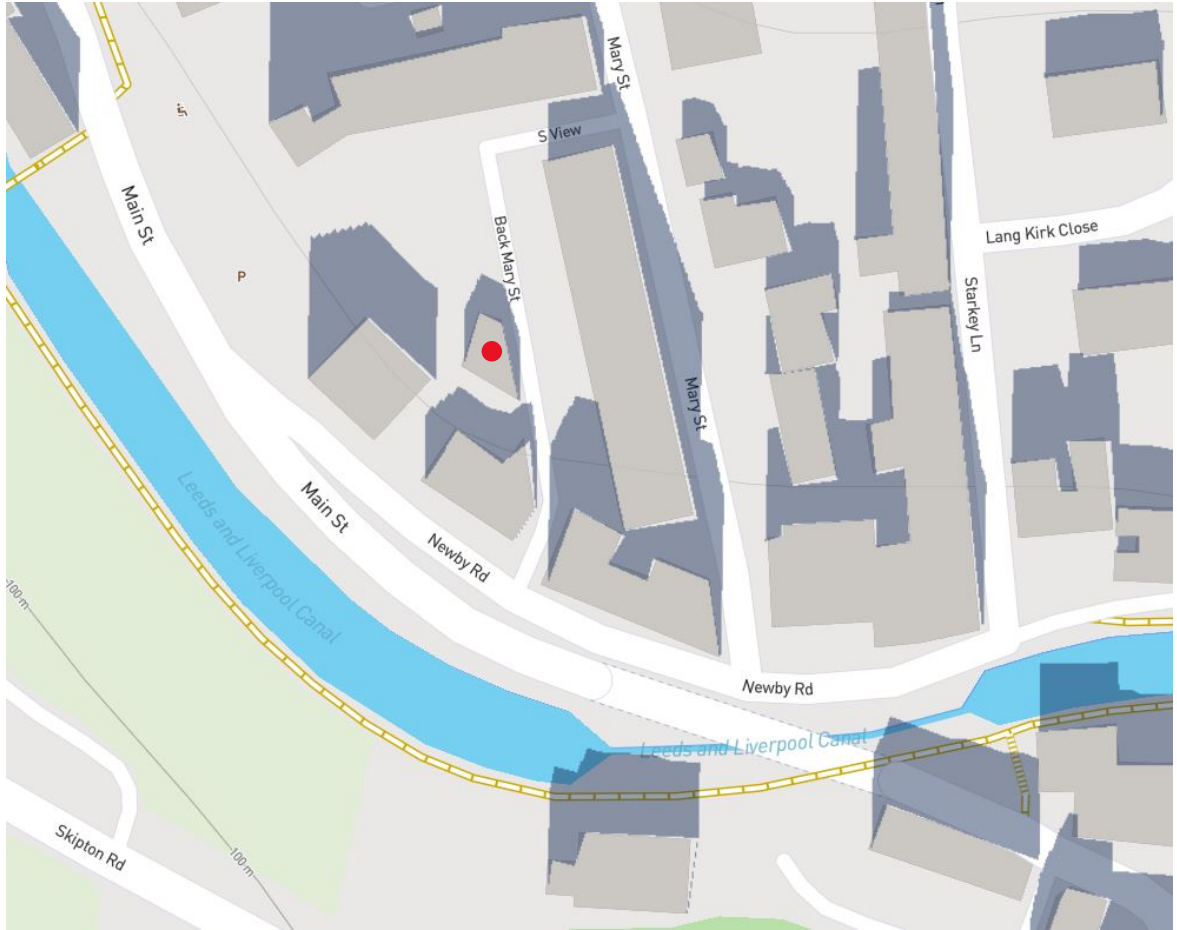 Mary St
S View
Main St
Back Mary St
Lang Kirk Close
P
Starkey Ln
Mary St
Leeds and Liverpool Canal
Main St
Newby Rd
100 m
Newby Rd
Leeds and Liverpool Canal
Skipton Rd
100 m